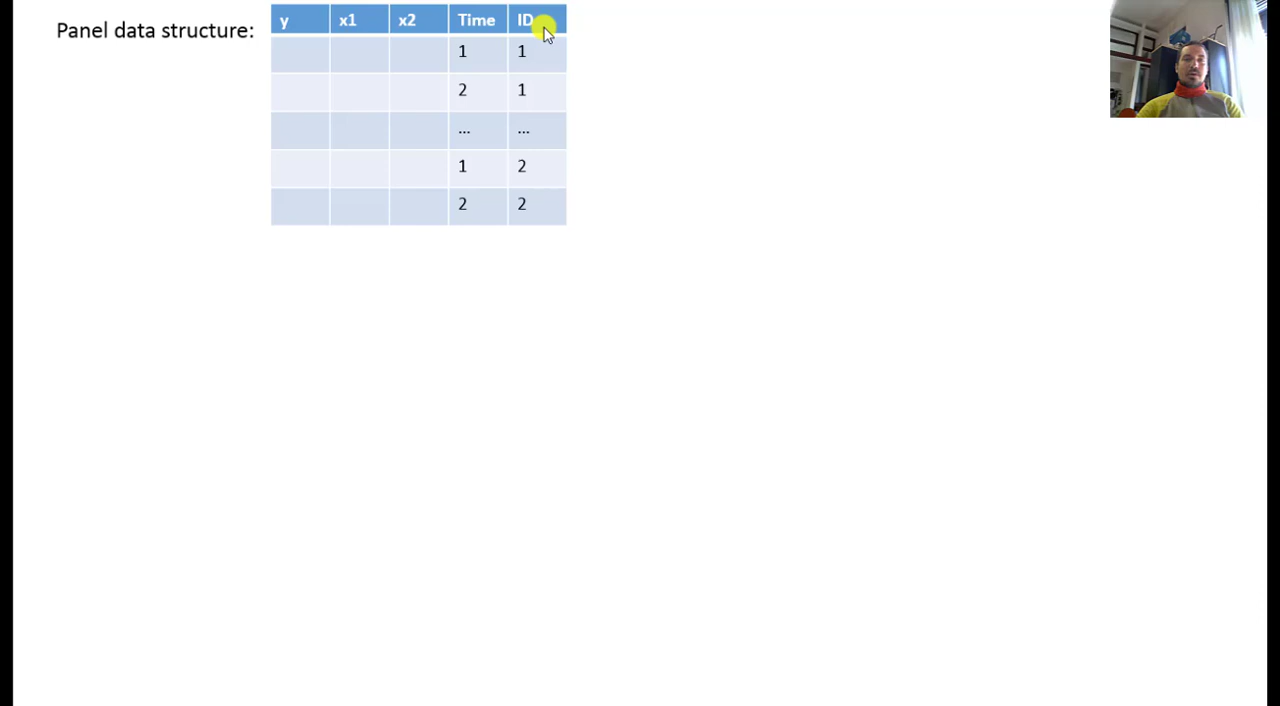 Panel data structure:
y x1 x2 Time ID
1 1
2 1
... ...
1 2
2 2